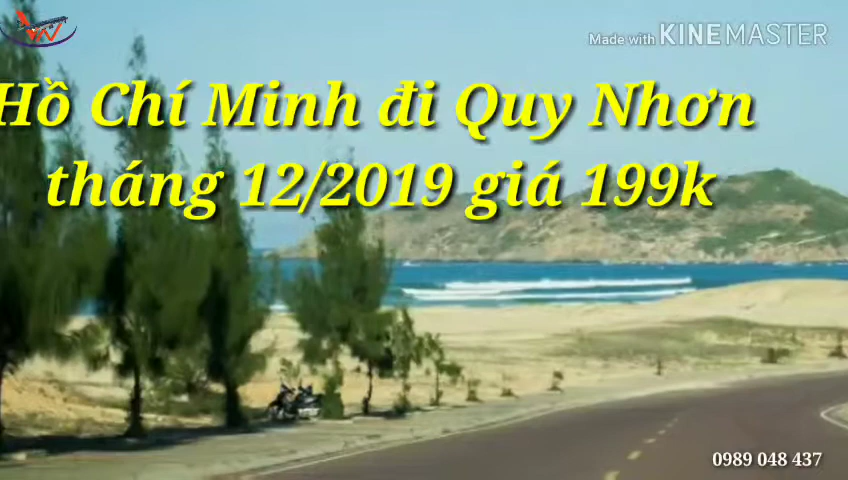 Made with KINEMASTER
Hồ Chí Minh đi Quy Nhơn
tháng 12/2019 giá 199k
0989 048 437